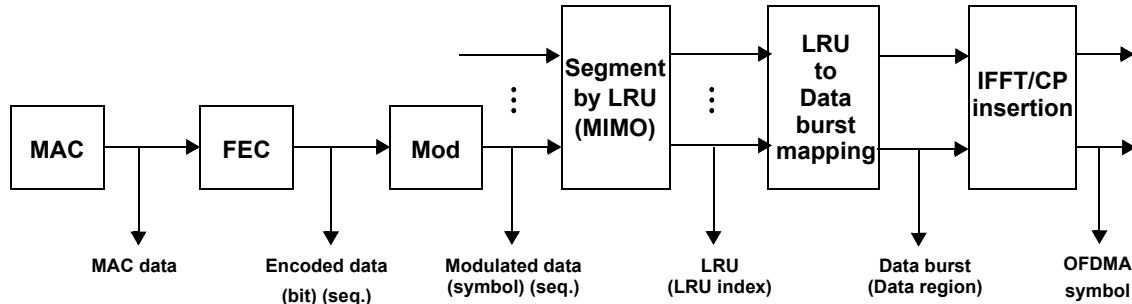 MAC
FEC
Mod
Segment
by LRU
(MIMO)
LRU
to
Data
burst
mapping
IFFT/CP
insertion
MAC data
Encoded data
(bit) (seq.)
Modulated data
(symbol) (seq.)
LRU
(LRU index)
Data burst
(Data region)
OFDMA
symbol